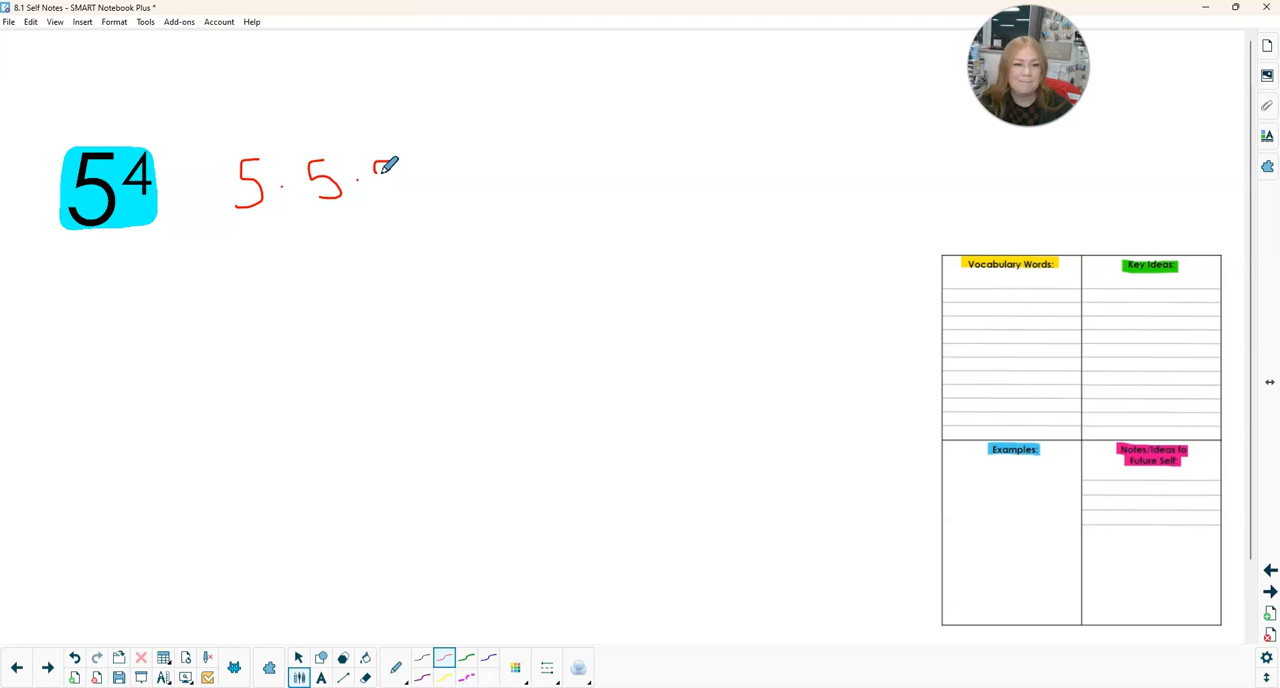 8.1 Self Notes - SMART Notebook Plus *
File Edit View Insert Format Tools Add-ons Account Help
5⁴ 5 · 5 ·
Vocabulary Words:
Key Ideas:
Examples:
Notes/Ideas to
Future Self: